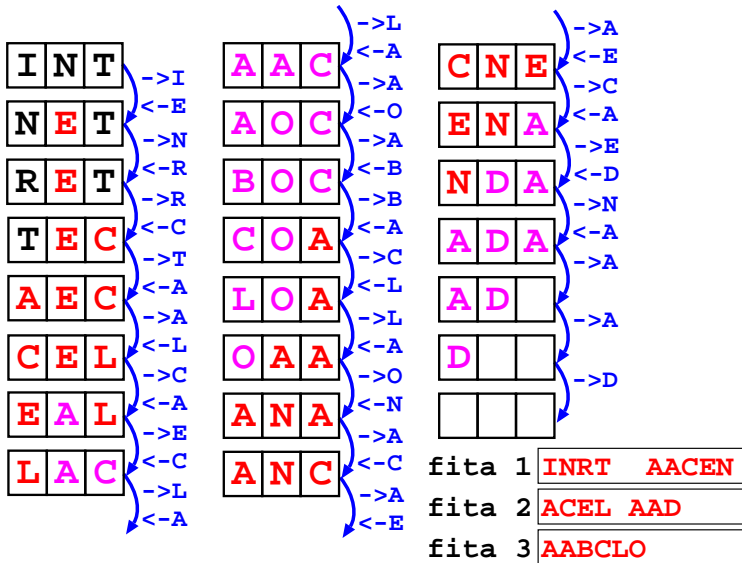 INT
->I
<-E
NET
->N
<-R
RET
->R
<-C
TEC
->T
<-A
AEC
->A
<-L
CEL
->C
<-A
EAL
->E
<-C
LAC
->L
<-A
->L
<-A
AAC
->A
<-O
AOC
->A
<-B
BOC
->B
<-A
COA
->C
<-L
LOA
->L
<-A
OAA
->O
<-N
ANA
->A
<-C
ANC
->A
<-E
->A
<-E
CNE
->C
<-A
ENA
->E
<-D
NDA
->N
<-A
ADA
->A
AD
->A
D
->D
fita 1 INRT   AACEN
fita 2 ACEL AAD
fita 3 AABCLO